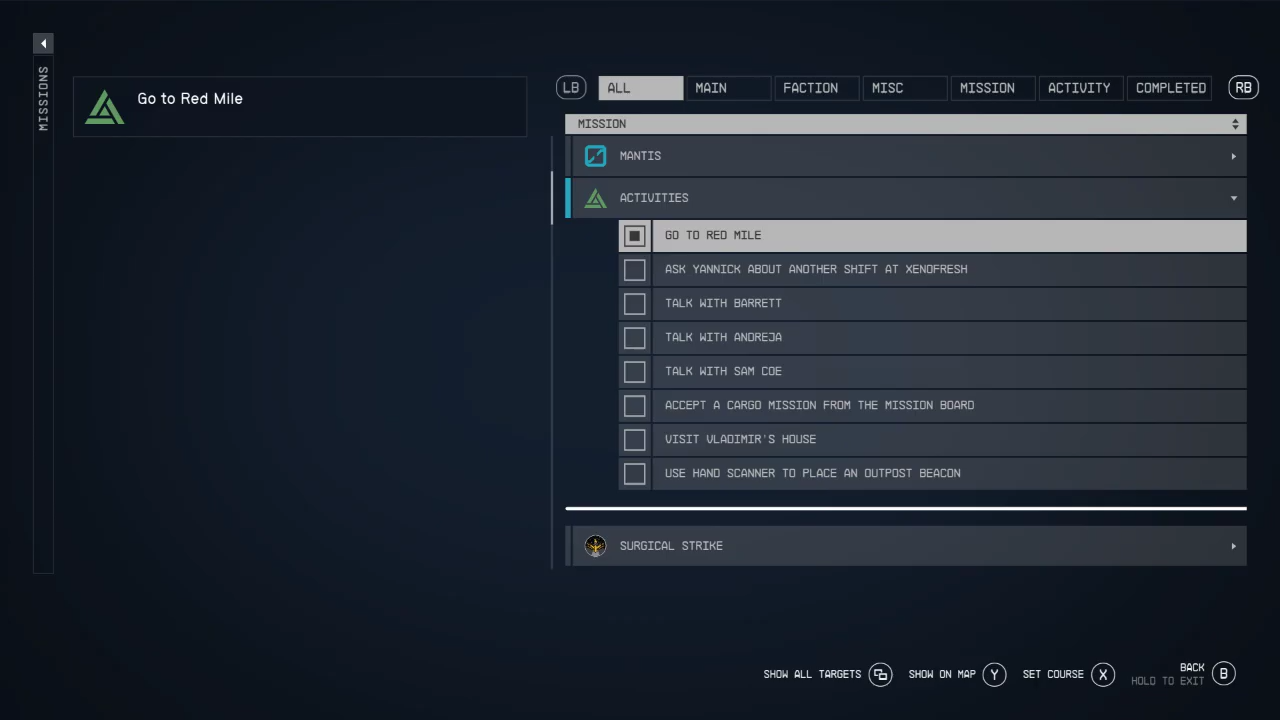 MISSIONS
Go to Red Mile
LB ALL MAIN FACTION MISC MISSION ACTIVITY COMPLETED RB
MISSION
MANTIS
ACTIVITIES
GO TO RED MILE
ASK YANNICK ABOUT ANOTHER SHIFT AT XENOFRESH
TALK WITH BARRETT
TALK WITH ANDREJA
TALK WITH SAM COE
ACCEPT A CARGO MISSION FROM THE MISSION BOARD
VISIT VLADIMIR'S HOUSE
USE HAND SCANNER TO PLACE AN OUTPOST BEACON
SURGICAL STRIKE
SHOW ALL TARGETS SHOW ON MAP Y SET COURSE X BACK B
HOLD TO EXIT